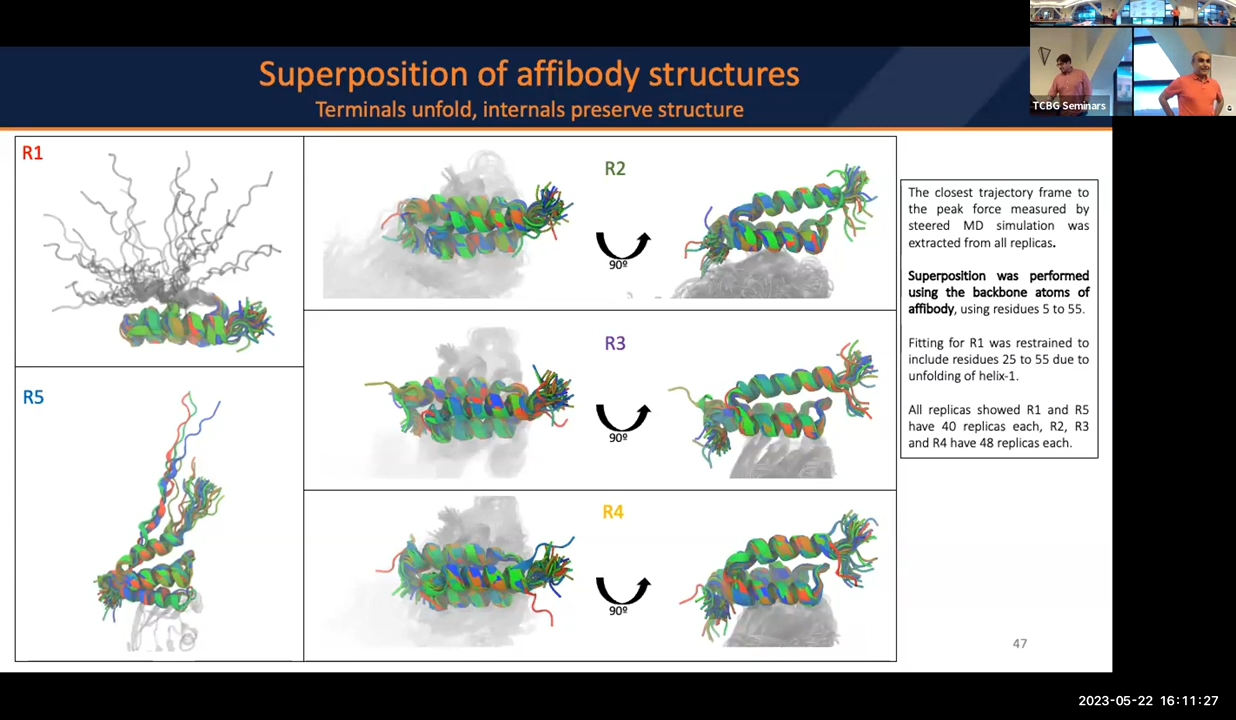 Superposition of affibody structures
Terminals unfold, internals preserve structure
TCBG Seminars
R1
R2
90º
R3
90º
R5
R4
90º
The closest trajectory frame to
the peak force measured by
steered MD simulation was
extracted from all replicas.
Superposition was performed
using the backbone atoms of
affibody, using residues 5 to 55.
Fitting for R1 was restrained to
include residues 25 to 55 due to
unfolding of helix-1.
All replicas showed R1 and R5
have 40 replicas each, R2, R3
and R4 have 48 replicas each.
47
2023-05-22 16:11:27